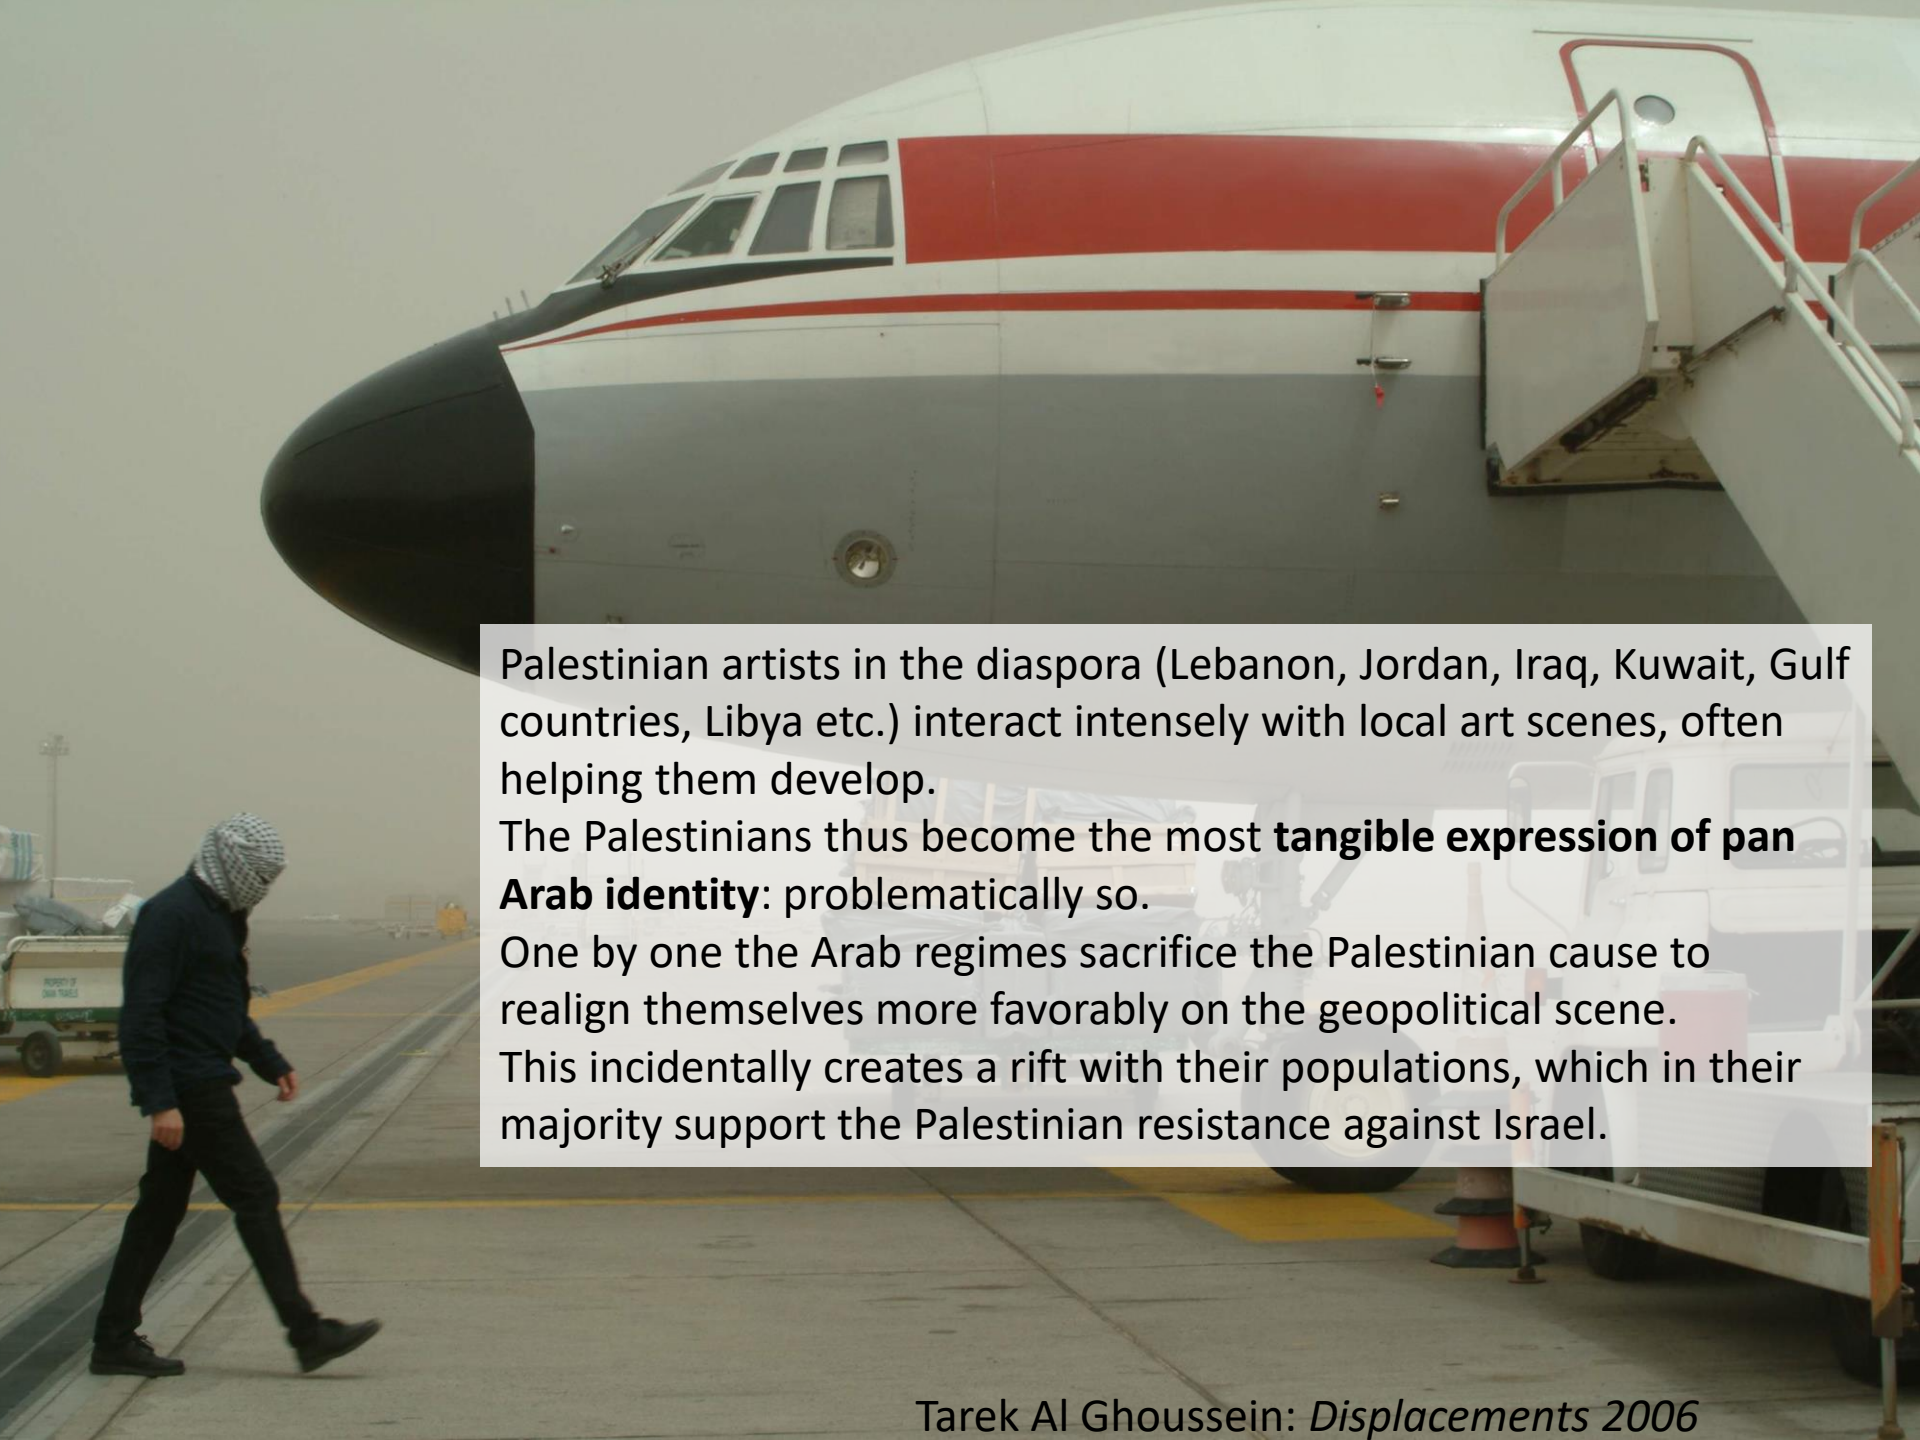 Palestinian artists in the diaspora (Lebanon, Jordan, Iraq, Kuwait, Gulf
countries, Libya etc.) interact intensely with local art scenes, often
helping them develop.
The Palestinians thus become the most tangible expression of pan
Arab identity: problematically so.
One by one the Arab regimes sacrifice the Palestinian cause to
realign themselves more favorably on the geopolitical scene.
This incidentally creates a rift with their populations, which in their
majority support the Palestinian resistance against Israel.
PROPERTY OF
Tarek Al Ghoussein: Displacements 2006